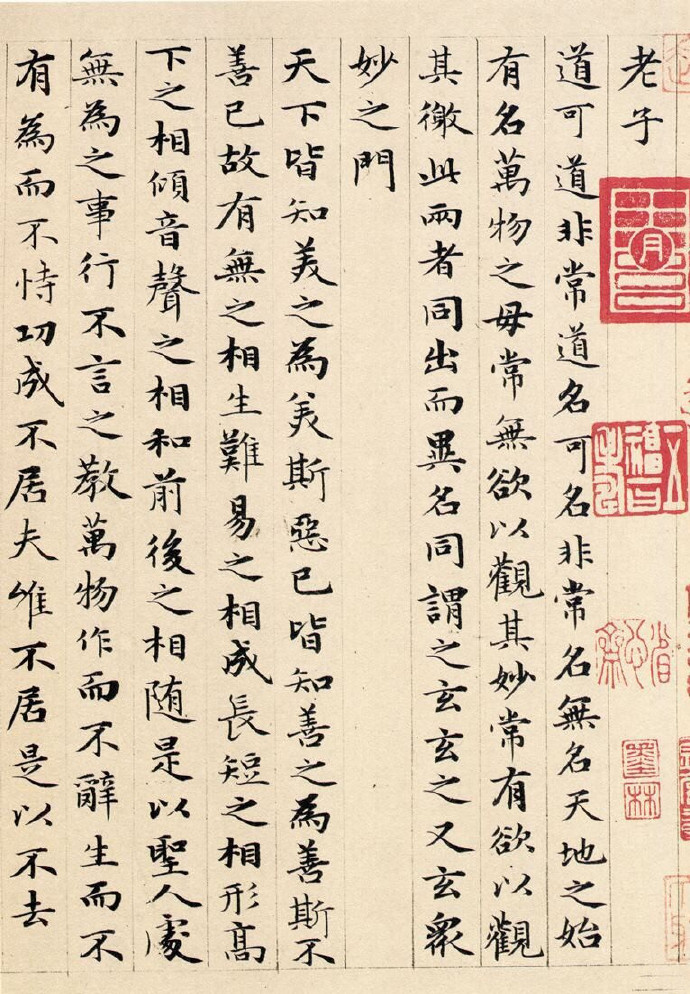 老子
道可道非常道名可名非常名無名天地之始
有名萬物之母常無欲以觀其妙常有欲以觀
其徼此兩者同出而異名同謂之玄玄之又玄衆
妙之門
天下皆知美之為美斯惡已皆知善之為善斯不
善已故有無之相生難易之相成長短之相形高
下之相傾音聲之相和前後之相随是以聖人處
無為之事行不言之教萬物作而不辭生而不
有為而不恃功成不居夫惟不居是以不去
墨林